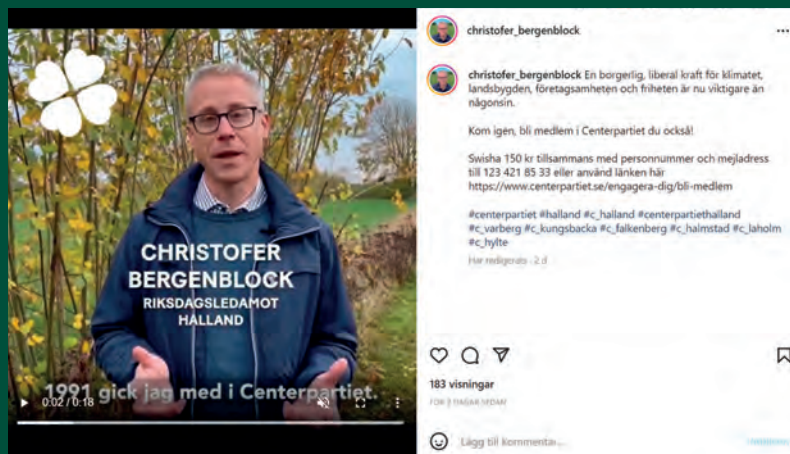 CHRISTOFER
BERGENBLOCK
RIKSDAGSLEDAMOT
HALLAND
1991 gick jag med i Centerpartiet.
0:02 / 0:18
christofer_bergenblock
christofer_bergenblock En borgerlig, liberal kraft för klimatet,
landsbygden, företagsamheten och friheten är nu viktigare än
någonsin.
Kom igen, bli medlem i Centerpartiet du också!
Swisha 150 kr tillsammans med personnummer och mejladress
till 123 421 85 33 eller använd länken här
https://www.centerpartiet.se/engagera-dig/bli-medlem
#centerpartiet #halland #c_halland #centerpartiethalland
#c_varberg #c_kungsbacka #c_falkenberg #c_halmstad #c_laholm
#c_hylte
Har redigerats · 2 d
183 visningar
FÖR 2 DAGAR SEDAN
Lägg till kommentar...